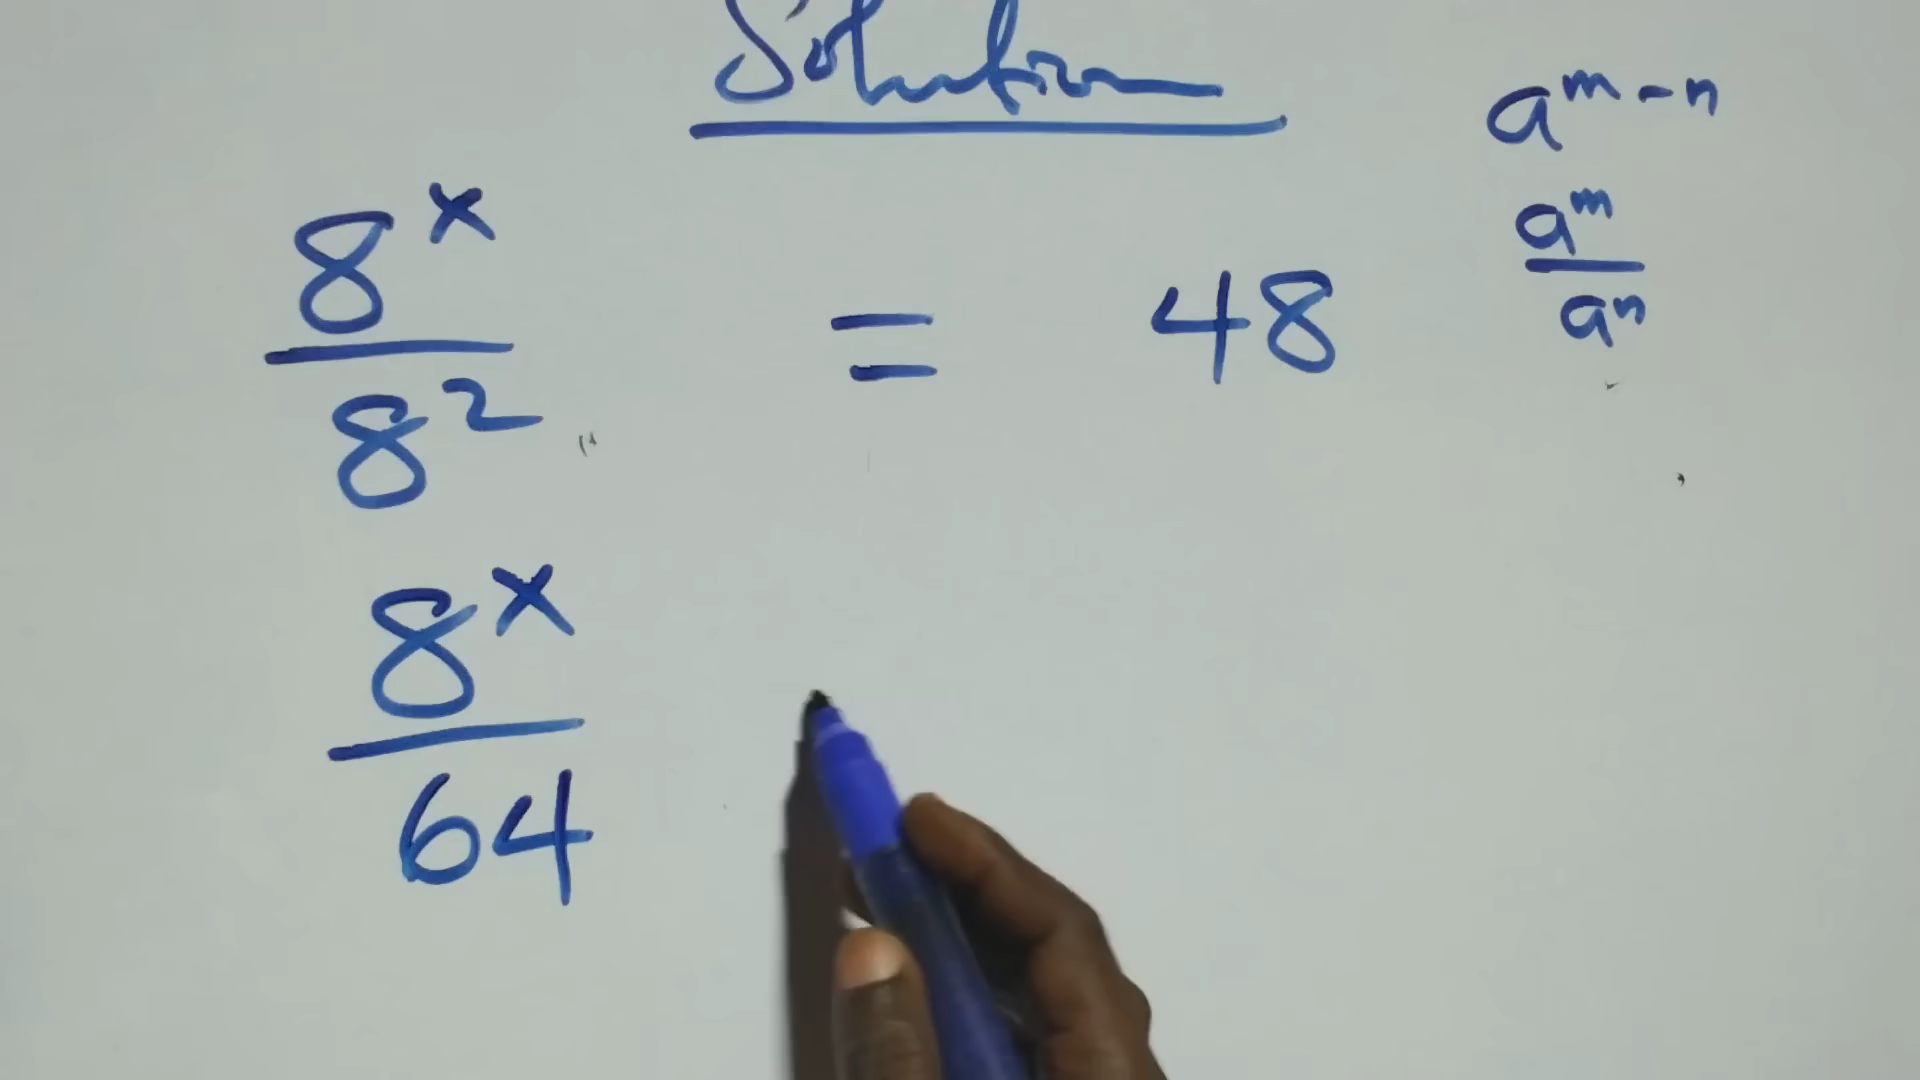 Solution
a^m-n
a^m
a^n
8^x
8^2
= 48
8^x
64